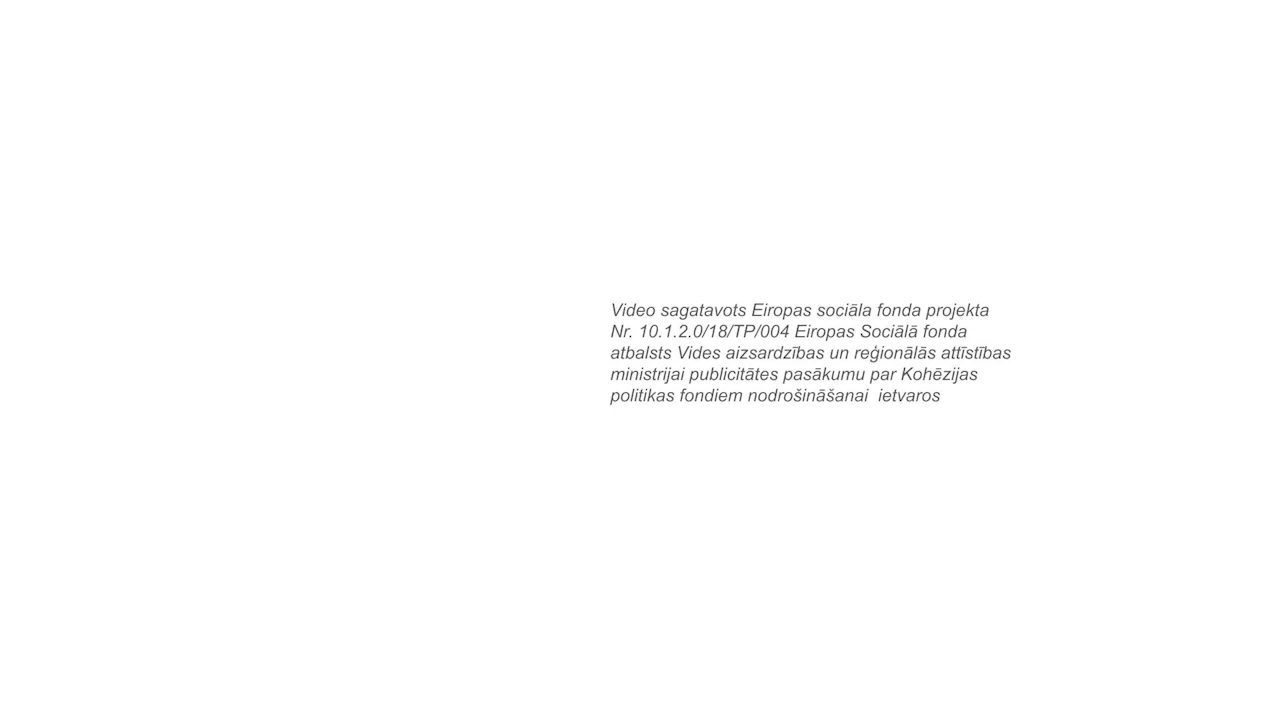 Video sagatavots Eiropas sociāla fonda projekta
Nr. 10.1.2.0/18/TP/004 Eiropas Sociālā fonda
atbalsts Vides aizsardzības un reģionālās attīstības
ministrijai publicitātes pasākumu par Kohēzijas
politikas fondiem nodrošināšanai  ietvaros